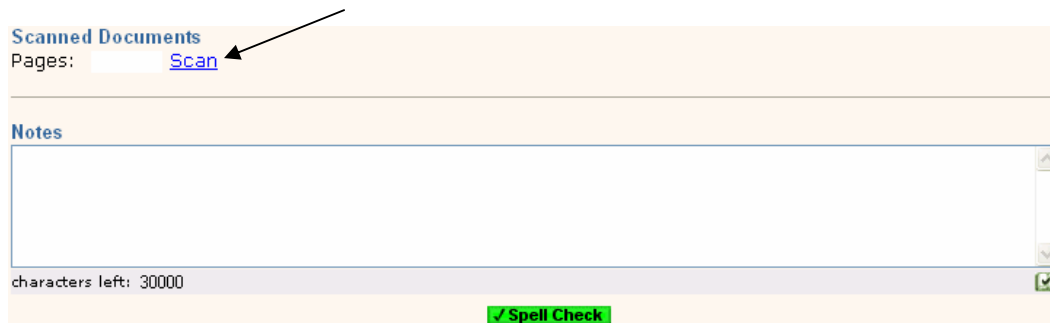 Scanned Documents
Pages: Scan
Notes
characters left: 30000
✓ Spell Check